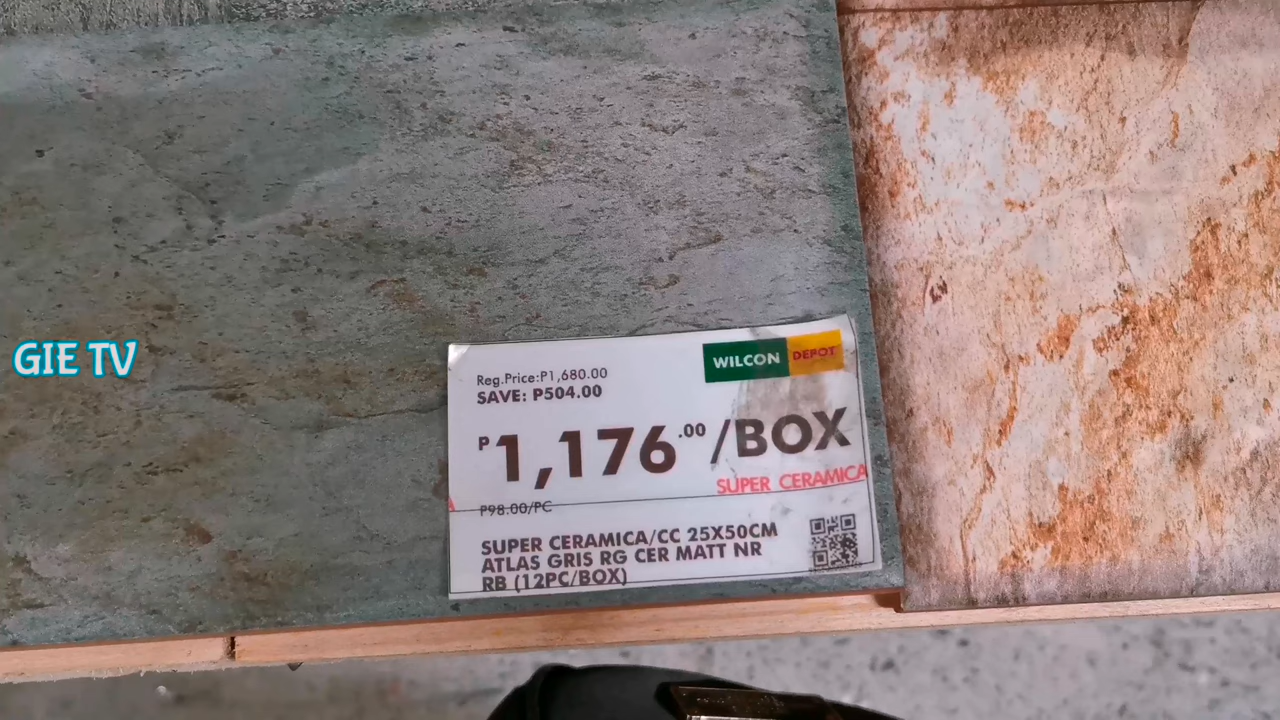 GIE TV
WILCON DEPOT
Reg.Price:P1,680.00
SAVE: P504.00
P1,176.00/BOX
SUPER CERAMICA
P98.00/PC
SUPER CERAMICA/CC 25X50CM
ATLAS GRIS RG CER MATT NR
RB (12PC/BOX)